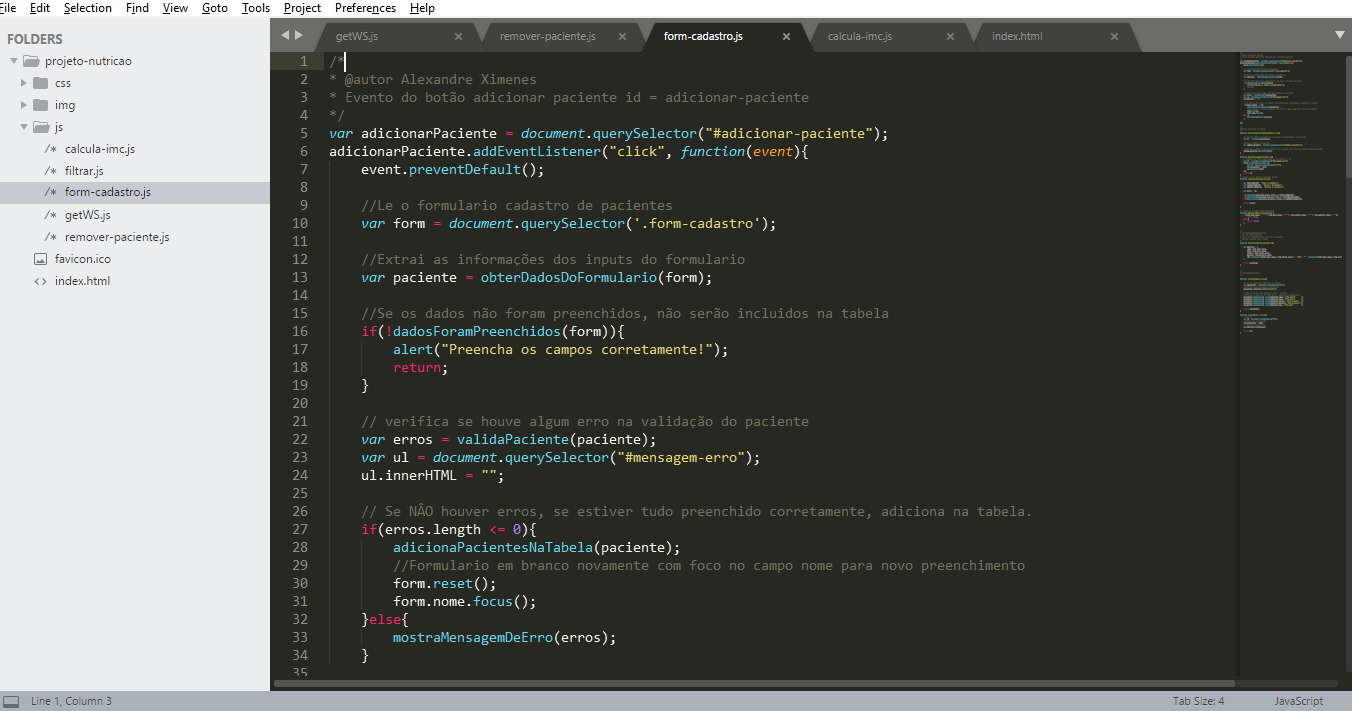 File Edit Selection Find View Goto Tools Project Preferences Help
FOLDERS
projeto-nutricao
css
img
js
/* calcula-imc.js
/* filtrar.js
/* form-cadastro.js
/* getWS.js
/* remover-paciente.js
favicon.ico
<> index.html
getWS.js × remover-paciente.js × form-cadastro.js × calcula-imc.js × index.html ×
1 /*
2 * @autor Alexandre Ximenes
3 * Evento do botão adicionar paciente id = adicionar-paciente
4 */
5 var adicionarPaciente = document.querySelector("#adicionar-paciente");
6 adicionarPaciente.addEventListener("click", function(event){
7 event.preventDefault();
8
9 //Le o formulario cadastro de pacientes
10 var form = document.querySelector('.form-cadastro');
11
12 //Extrai as informações dos inputs do formulario
13 var paciente = obterDadosDoFormulario(form);
14
15 //Se os dados não foram preenchidos, não serão incluidos na tabela
16 if(!dadosForamPreenchidos(form)){
17 alert("Preencha os campos corretamente!");
18 return;
19 }
20
21 // verifica se houve algum erro na validação do paciente
22 var erros = validaPaciente(paciente);
23 var ul = document.querySelector("#mensagem-erro");
24 ul.innerHTML = "";
25
26 // Se NÂO houver erros, se estiver tudo preenchido corretamente, adiciona na tabela.
27 if(erros.length <= 0){
28 adicionaPacientesNaTabela(paciente);
29 //Formulario em branco novamente com foco no campo nome para novo preenchimento
30 form.reset();
31 form.nome.focus();
32 }else{
33 mostraMensagemDeErro(erros);
34 }
35
Line 1, Column 3
Tab Size: 4 JavaScript